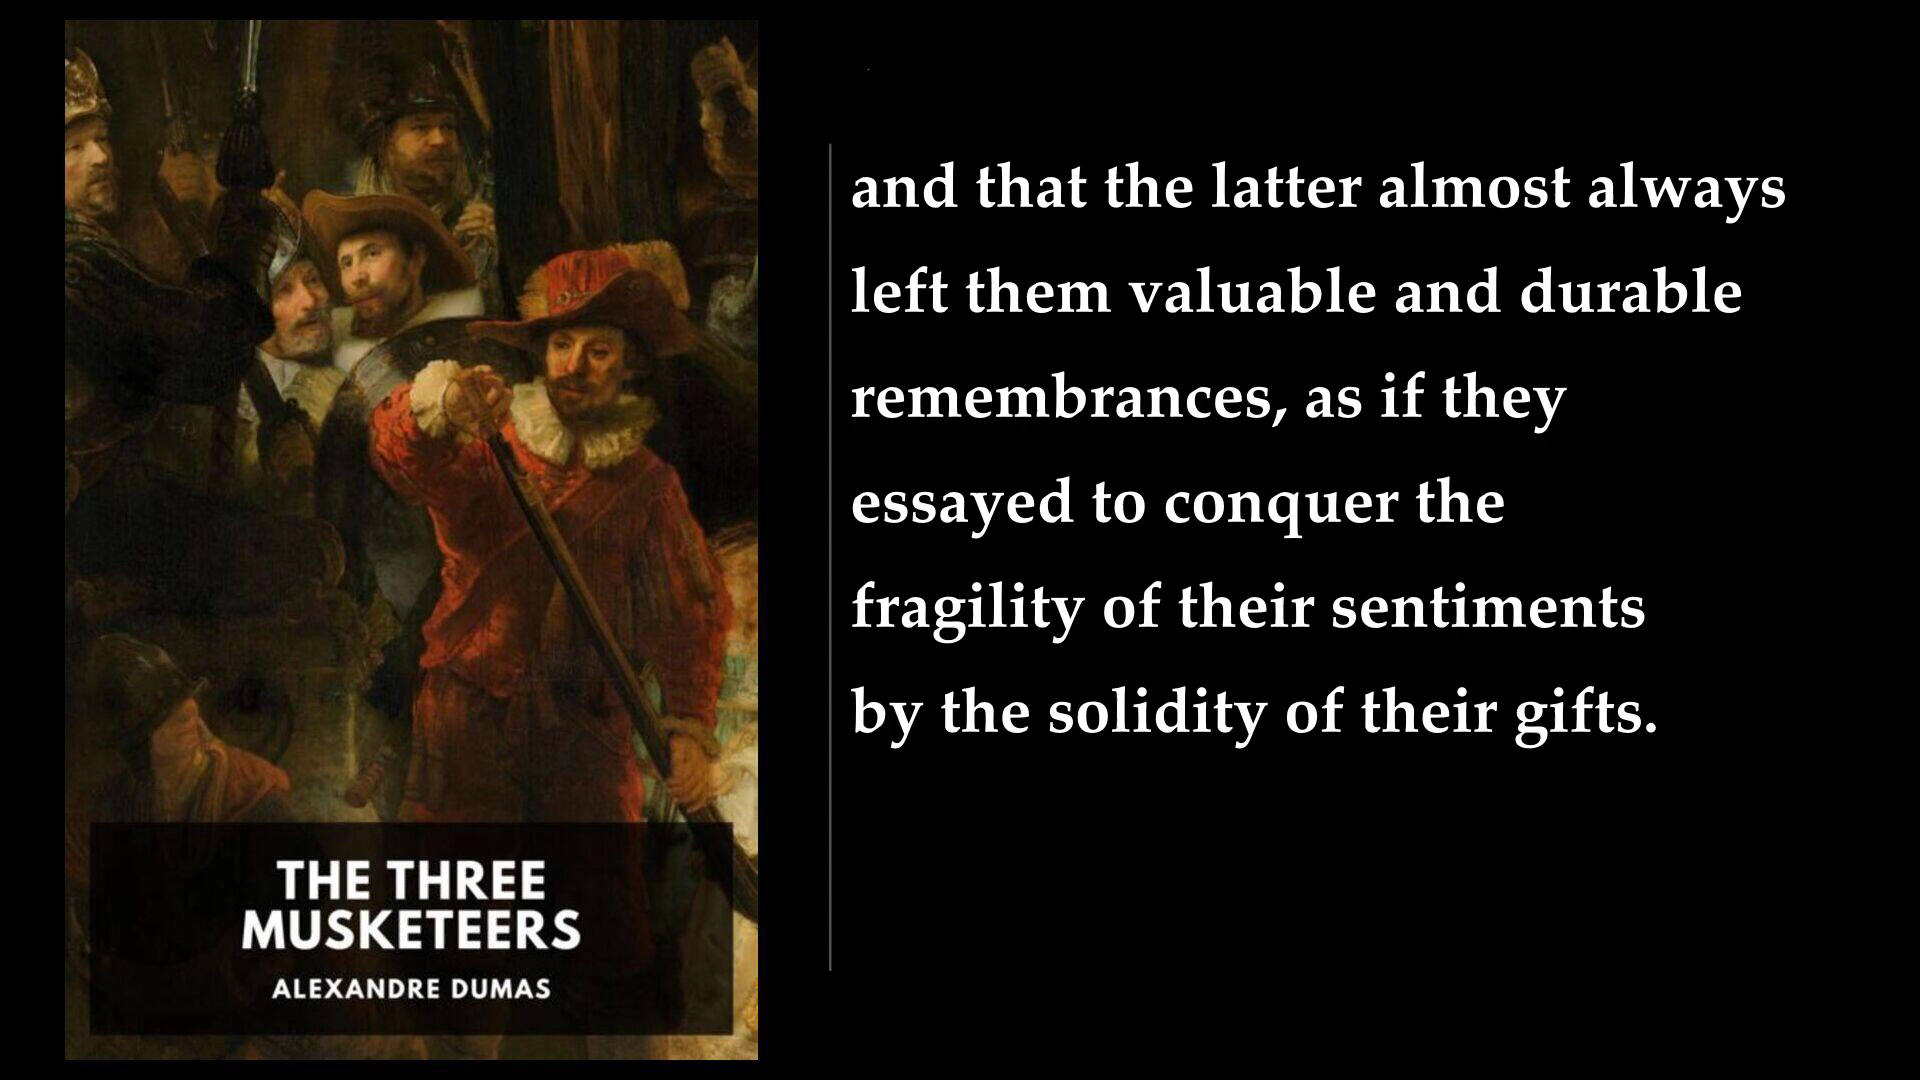 THE THREE
MUSKETEERS
ALEXANDRE DUMAS
and that the latter almost always
left them valuable and durable
remembrances, as if they
essayed to conquer the
fragility of their sentiments
by the solidity of their gifts.